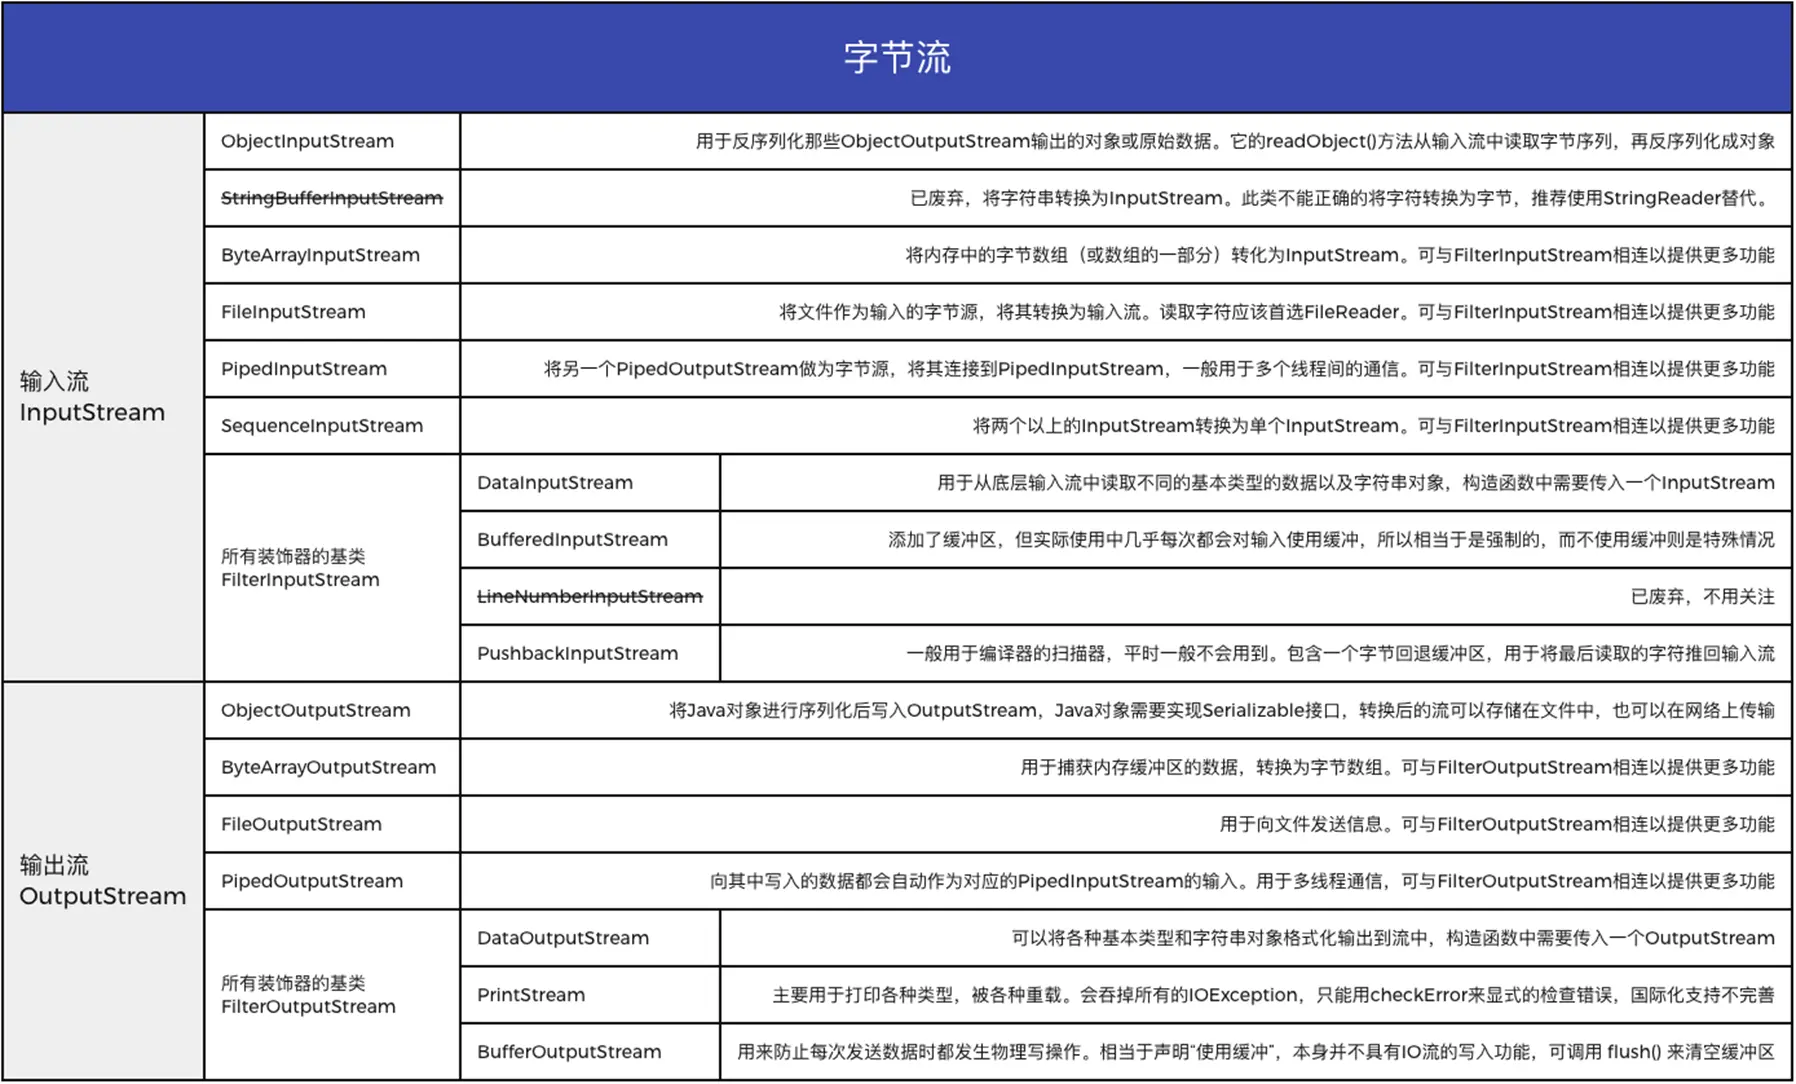 字节流
输入流
InputStream
ObjectInputStream
用于反序列化那些ObjectOutputStream输出的对象或原始数据。它的readObject()方法从输入流中读取字节序列，再反序列化成对象
StringBufferInputStream
已废弃，将字符串转换为InputStream。此类不能正确的将字符转换为字节，推荐使用StringReader替代。
ByteArrayInputStream
将内存中的字节数组（或数组的一部分）转化为InputStream。可与FilterInputStream相连以提供更多功能
FileInputStream
将文件作为输入的字节源，将其转换为输入流。读取字符应该首选FileReader。可与FilterInputStream相连以提供更多功能
PipedInputStream
将另一个PipedOutputStream做为字节源，将其连接到PipedInputStream，一般用于多个线程间的通信。可与FilterInputStream相连以提供更多功能
SequenceInputStream
将两个以上的InputStream转换为单个InputStream。可与FilterInputStream相连以提供更多功能
所有装饰器的基类
FilterInputStream
DataInputStream
用于从底层输入流中读取不同的基本类型的数据以及字符串对象，构造函数中需要传入一个InputStream
BufferedInputStream
添加了缓冲区，但实际使用中几乎每次都会对输入使用缓冲，所以相当于是强制的，而不使用缓冲则是特殊情况
LineNumberInputStream
已废弃，不用关注
PushbackInputStream
一般用于编译器的扫描器，平时一般不会用到。包含一个字节回退缓冲区，用于将最后读取的字符推回输入流
输出流
OutputStream
ObjectOutputStream
将Java对象进行序列化后写入OutputStream，Java对象需要实现Serializable接口，转换后的流可以存储在文件中，也可以在网络上传输
ByteArrayOutputStream
用于捕获内存缓冲区的数据，转换为字节数组。可与FilterOutputStream相连以提供更多功能
FileOutputStream
用于向文件发送信息。可与FilterOutputStream相连以提供更多功能
PipedOutputStream
向其中写入的数据都会自动作为对应的PipedInputStream的输入。用于多线程通信，可与FilterOutputStream相连以提供更多功能
所有装饰器的基类
FilterOutputStream
DataOutputStream
可以将各种基本类型和字符串对象格式化输出到流中，构造函数中需要传入一个OutputStream
PrintStream
主要用于打印各种类型，被各种重载。会吞掉所有的IOException，只能用checkError来显式的检查错误，国际化支持不完善
BufferOutputStream
用来防止每次发送数据时都发生物理写操作。相当于声明“使用缓冲”，本身并不具有IO流的写入功能，可调用 flush() 来清空缓冲区